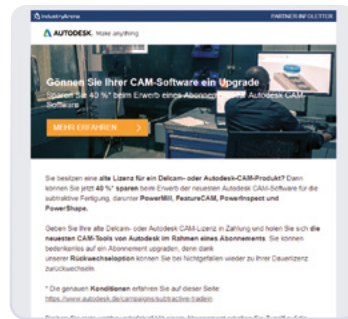 IndustryArena PARTNER INFOLETTER
AUTODESK. Make anything
Gönnen Sie Ihrer CAM-Software ein Upgrade
Sparen Sie 40 %* beim Erwerb eines Abonnements Autodesk CAM-
Software
MEHR ERFAHREN
Sie besitzen eine alte Lizenz für ein Delcam- oder Autodesk-CAM-Produkt? Dann
können Sie jetzt 40 %* sparen beim Erwerb der neuesten Autodesk CAM-Software für die
subtraktive Fertigung, darunter PowerMill, FeatureCAM, PowerInspect und
PowerShape.
Geben Sie Ihre alte Delcam- oder Autodesk-CAM-Lizenz in Zahlung und holen Sie sich die
neuesten CAM-Tools von Autodesk im Rahmen eines Abonnements. Sie können
bedenkenlos auf ein Abonnement upgraden, denn dank
unserer Rückwechseloption können Sie bei Nichtgefallen wieder zu Ihrer Dauerlizenz
zurückwechseln.
* Die genauen Konditionen erfahren Sie auf dieser Seite:
https://www.autodesk.de/campaigns/subtractive-tradein